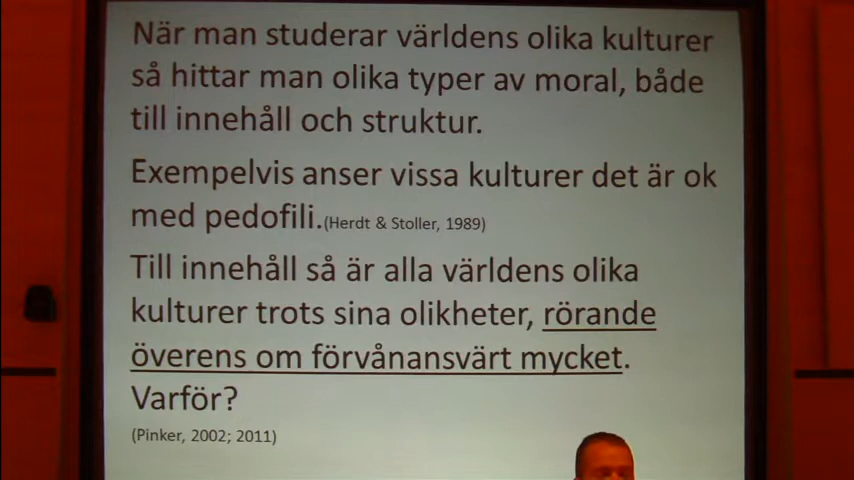 När man studerar världens olika kulturer
så hittar man olika typer av moral, både
till innehåll och struktur.
Exempelvis anser vissa kulturer det är ok
med pedofili.(Herdt & Stoller, 1989)
Till innehåll så är alla världens olika
kulturer trots sina olikheter, rörande
överens om förvånansvärt mycket.
Varför?
(Pinker, 2002; 2011)